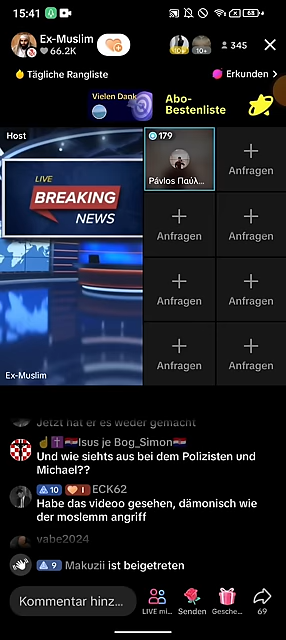 15:41
68
Ex-Muslim
66.2K
10+
345
Tägliche Rangliste
Erkunden
Vielen Dank
Abo-
Bestenliste
Host
LIVE
BREAKING
NEWS
Ex-Muslim
179
Pávlos Παύλ...
Anfragen
Anfragen
Anfragen
Anfragen
Anfragen
Anfragen
Anfragen
Jetzt hat er es weder gemacht
Isus je Bog_Simon
Und wie siehts aus bei dem Polizisten und
Michael??
10 1 ECK62
Habe das videoo gesehen, dämonisch wie
der moslemm angriff
vabe2024
9 Makuzii ist beigetreten
Kommentar hinz...
LIVE mi...
Senden
Gesche...
69